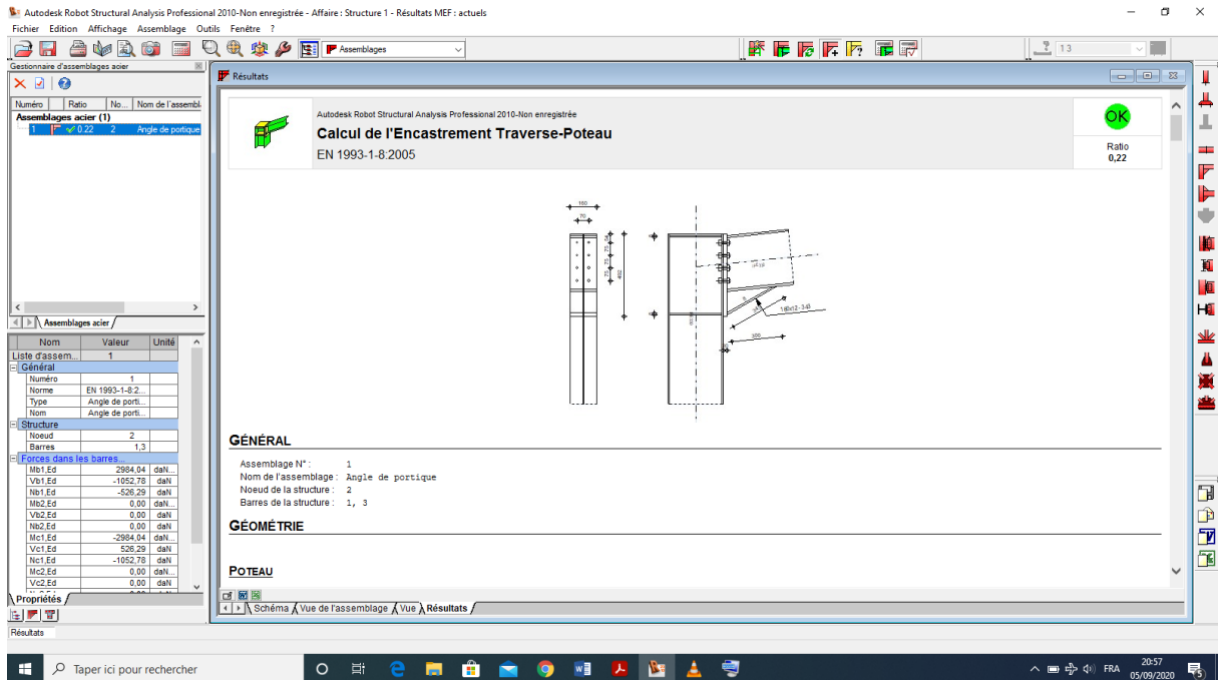 Autodesk Robot Structural Analysis Professional 2010-Non enregistrée - Affaire : Structure 1 - Résultats MEF : actuels
Fichier Edition Affichage Assemblage Outils Fenêtre ?
Assemblages
13
Gestionnaire d'assemblages acier
Numéro Ratio No... Nom de l'assembl
Assemblages acier (1)
1 0.22 2 Angle de portique
Assemblages acier
Nom Valeur Unité
Liste d'assem... 1
Général
Numéro 1
Norme EN 1993-1-8:2...
Type Angle de porti...
Nom Angle de porti...
Structure
Noeud 2
Barres 1,3
Forces dans les barres...
Mb1,Ed 2984,04 daN...
Vb1,Ed -1052,78 daN
Nb1,Ed -526,29 daN
Mb2,Ed 0,00 daN...
Vb2,Ed 0,00 daN
Nb2,Ed 0,00 daN
Mc1,Ed -2984,04 daN...
Vc1,Ed 526,29 daN
Nc1,Ed -1052,78 daN
Mc2,Ed 0,00 daN...
Vc2,Ed 0,00 daN
Propriétés
Résultats
Autodesk Robot Structural Analysis Professional 2010-Non enregistrée
Calcul de l'Encastrement Traverse-Poteau
EN 1993-1-8:2005
OK
Ratio
0,22
70
300
GÉNÉRAL
Assemblage N° : 1
Nom de l'assemblage : Angle de portique
Noeud de la structure : 2
Barres de la structure : 1, 3
GÉOMÉTRIE
POTEAU
Schéma Vue de l'assemblage Vue Résultats
Résultats
Taper ici pour rechercher
FRA
20:57
05/09/2020
5